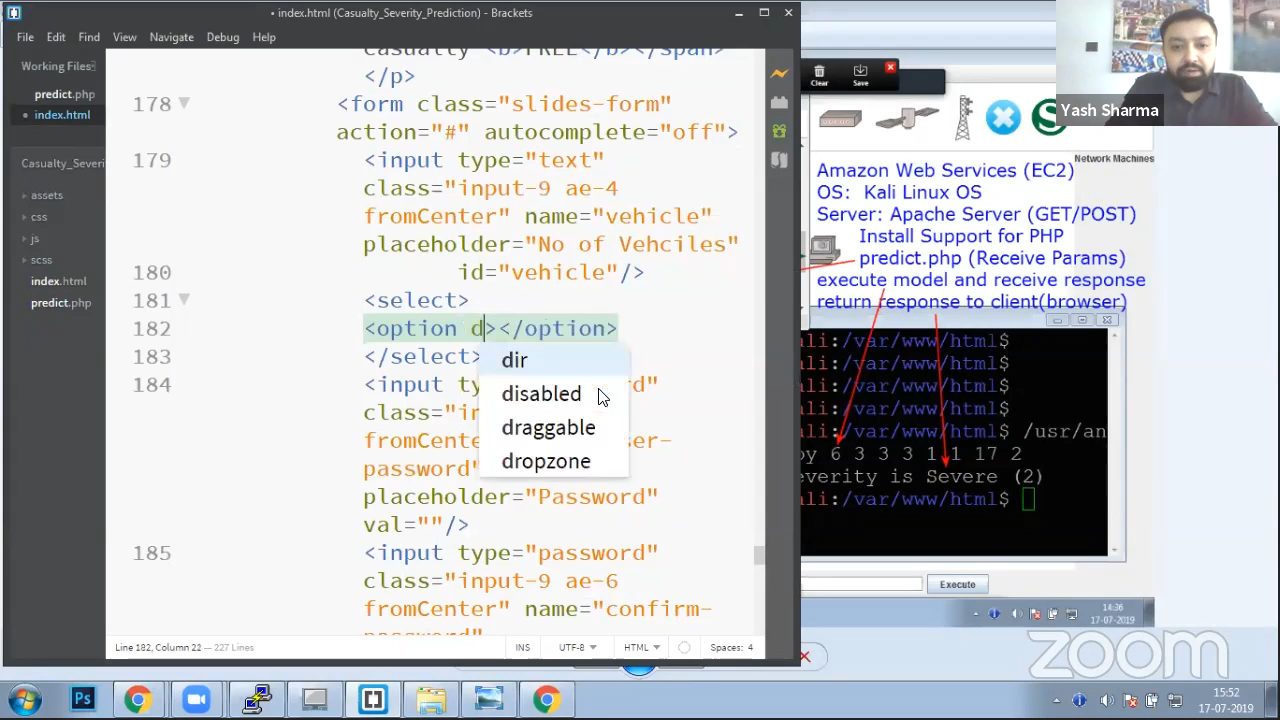 index.html (Casualty_Severity_Prediction) - Brackets
File Edit Find View Navigate Debug Help
Working Files
predict.php
index.html
Casualty_Severi
assets
css
js
scss
index.html
predict.php
casualty <b>FREE</b></span>
</p>
178 <form class="slides-form"
action="#" autocomplete="off">
179 <input type="text"
class="input-9 ae-4
fromCenter" name="vehicle"
placeholder="No of Vehciles"
180 id="vehicle"/>
181 <select>
182 <option d></option>
183 </select>
dir
disabled
draggable
dropzone
184 <input ty rd"
class="in
fromCente ser-
password"
placeholder="Password"
val=""/>
185 <input type="password"
class="input-9 ae-6
fromCenter" name="confirm-
password"
Line 182, Column 22 — 227 Lines
INS UTF-8 HTML Spaces: 4
Clear Save
Yash Sharma
Network Machines
Amazon Web Services (EC2)
OS: Kali Linux OS
Server: Apache Server (GET/POST)
Install Support for PHP
predict.php (Receive Params)
execute model and receive response
return response to client(browser)
ali:/var/www/html$
ali:/var/www/html$
ali:/var/www/html$
ali:/var/www/html$
ali:/var/www/html$ /usr/an
py 6 3 3 3 1 1 17 2
everity is Severe (2)
ali:/var/www/html$
Execute
14:36
17-07-2019
zoom
Ps
15:52
17-07-2019